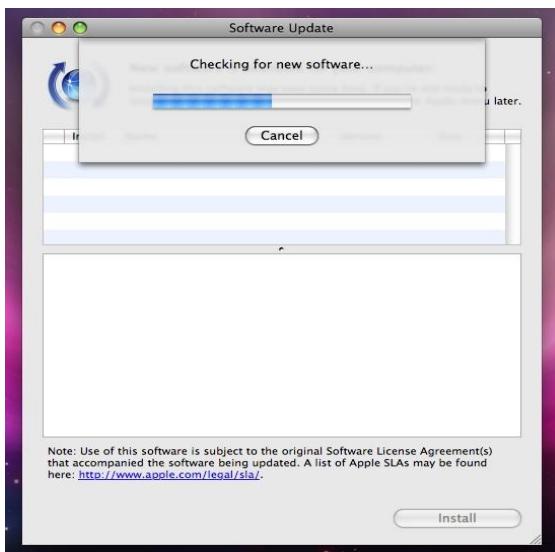 Software Update
Checking for new software...
u later.
Cancel
Note: Use of this software is subject to the original Software License Agreement(s)
that accompanied the software being updated. A list of Apple SLAs may be found
here: http://www.apple.com/legal/sla/.
Install